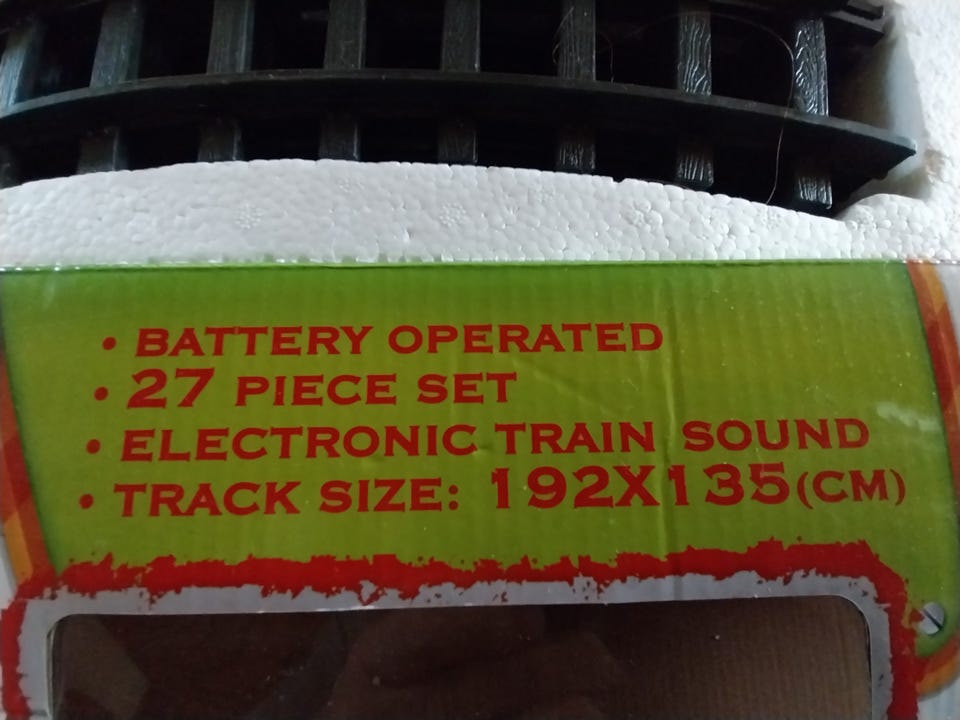 • BATTERY OPERATED
• 27 PIECE SET
• ELECTRONIC TRAIN SOUND
• TRACK SIZE: 192X135(CM)